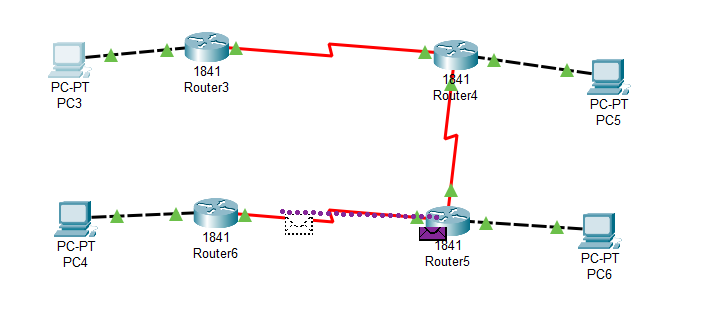 PC-PT
PC3
1841
Router3
1841
Router4
PC-PT
PC5
PC-PT
PC4
1841
Router6
1841
Router5
PC-PT
PC6